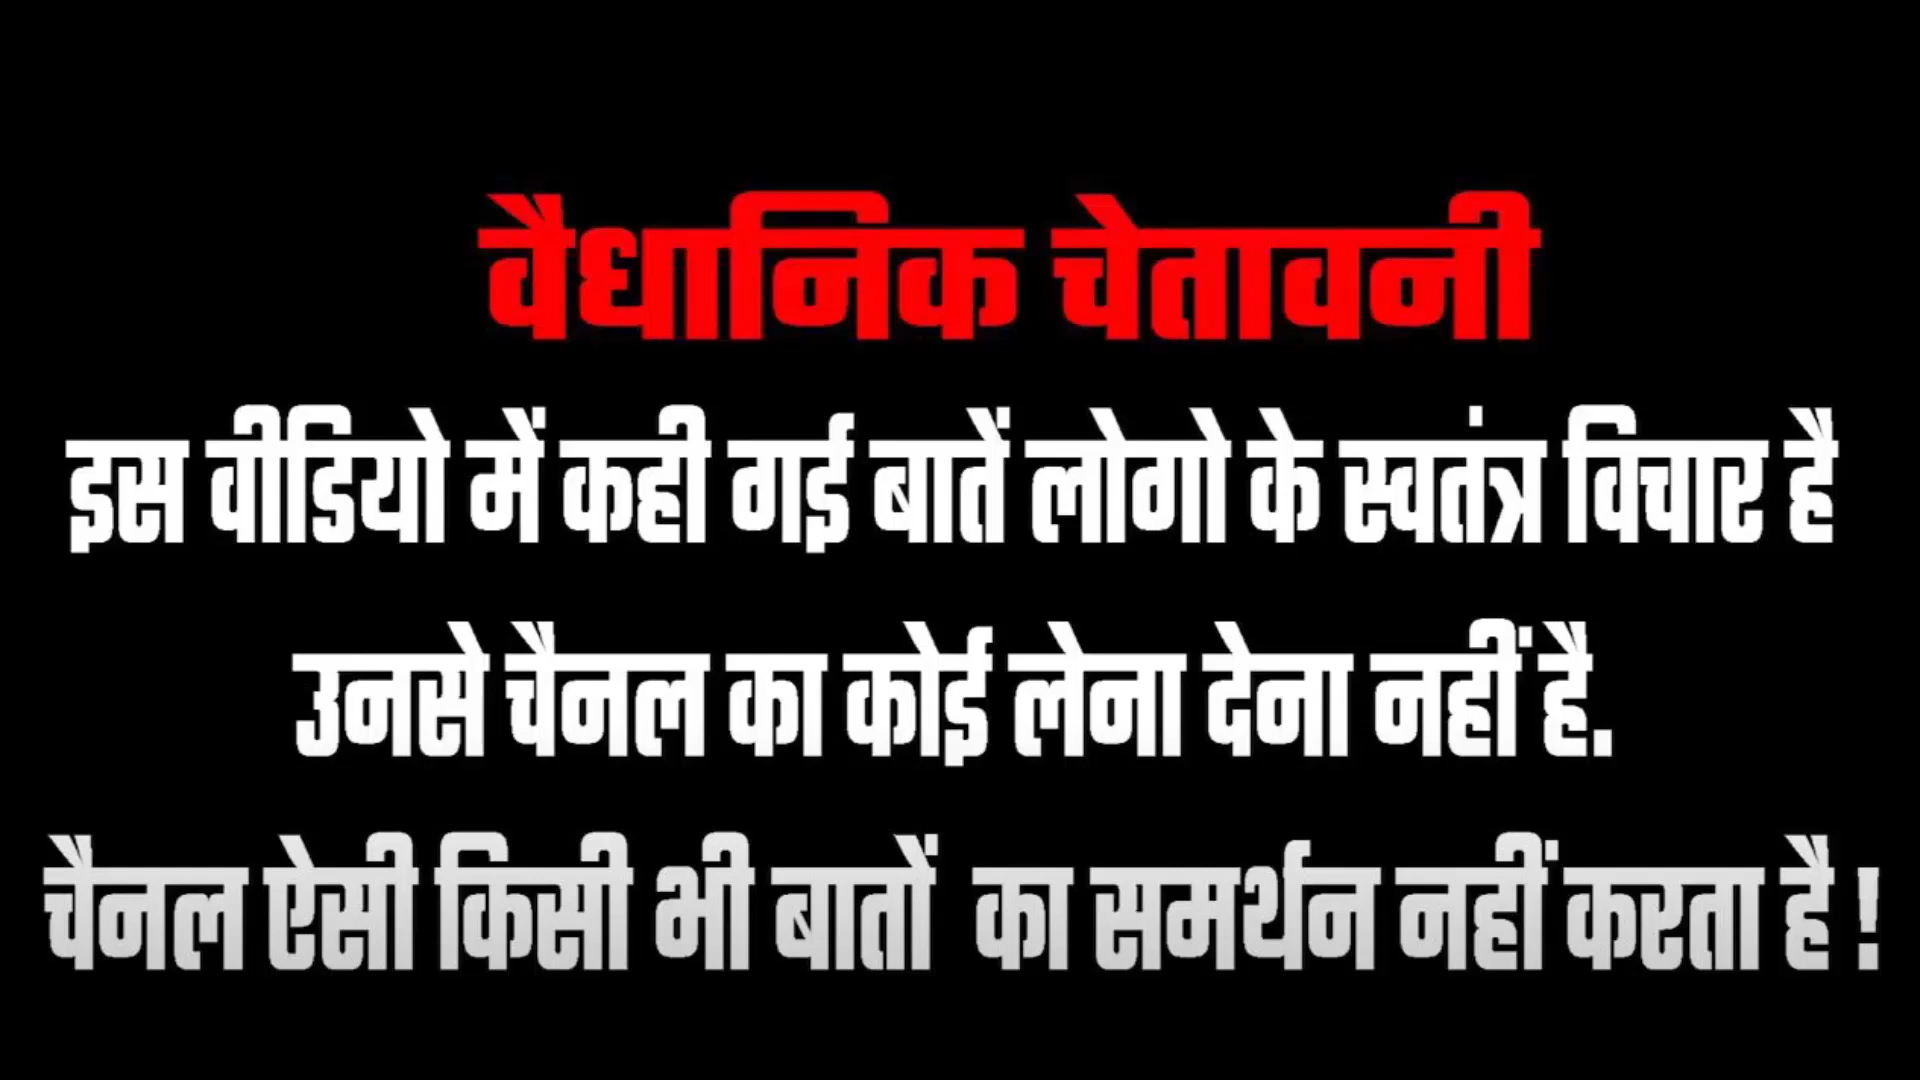 वैधानिक चेतावनी
इस वीडियो में कही गई बातें लोगो के स्वतंत्र विचार है
उनसे चैनल का कोई लेना देना नहीं है.
चैनल ऐसी किसी भी बातों का समर्थन नहीं करता है !